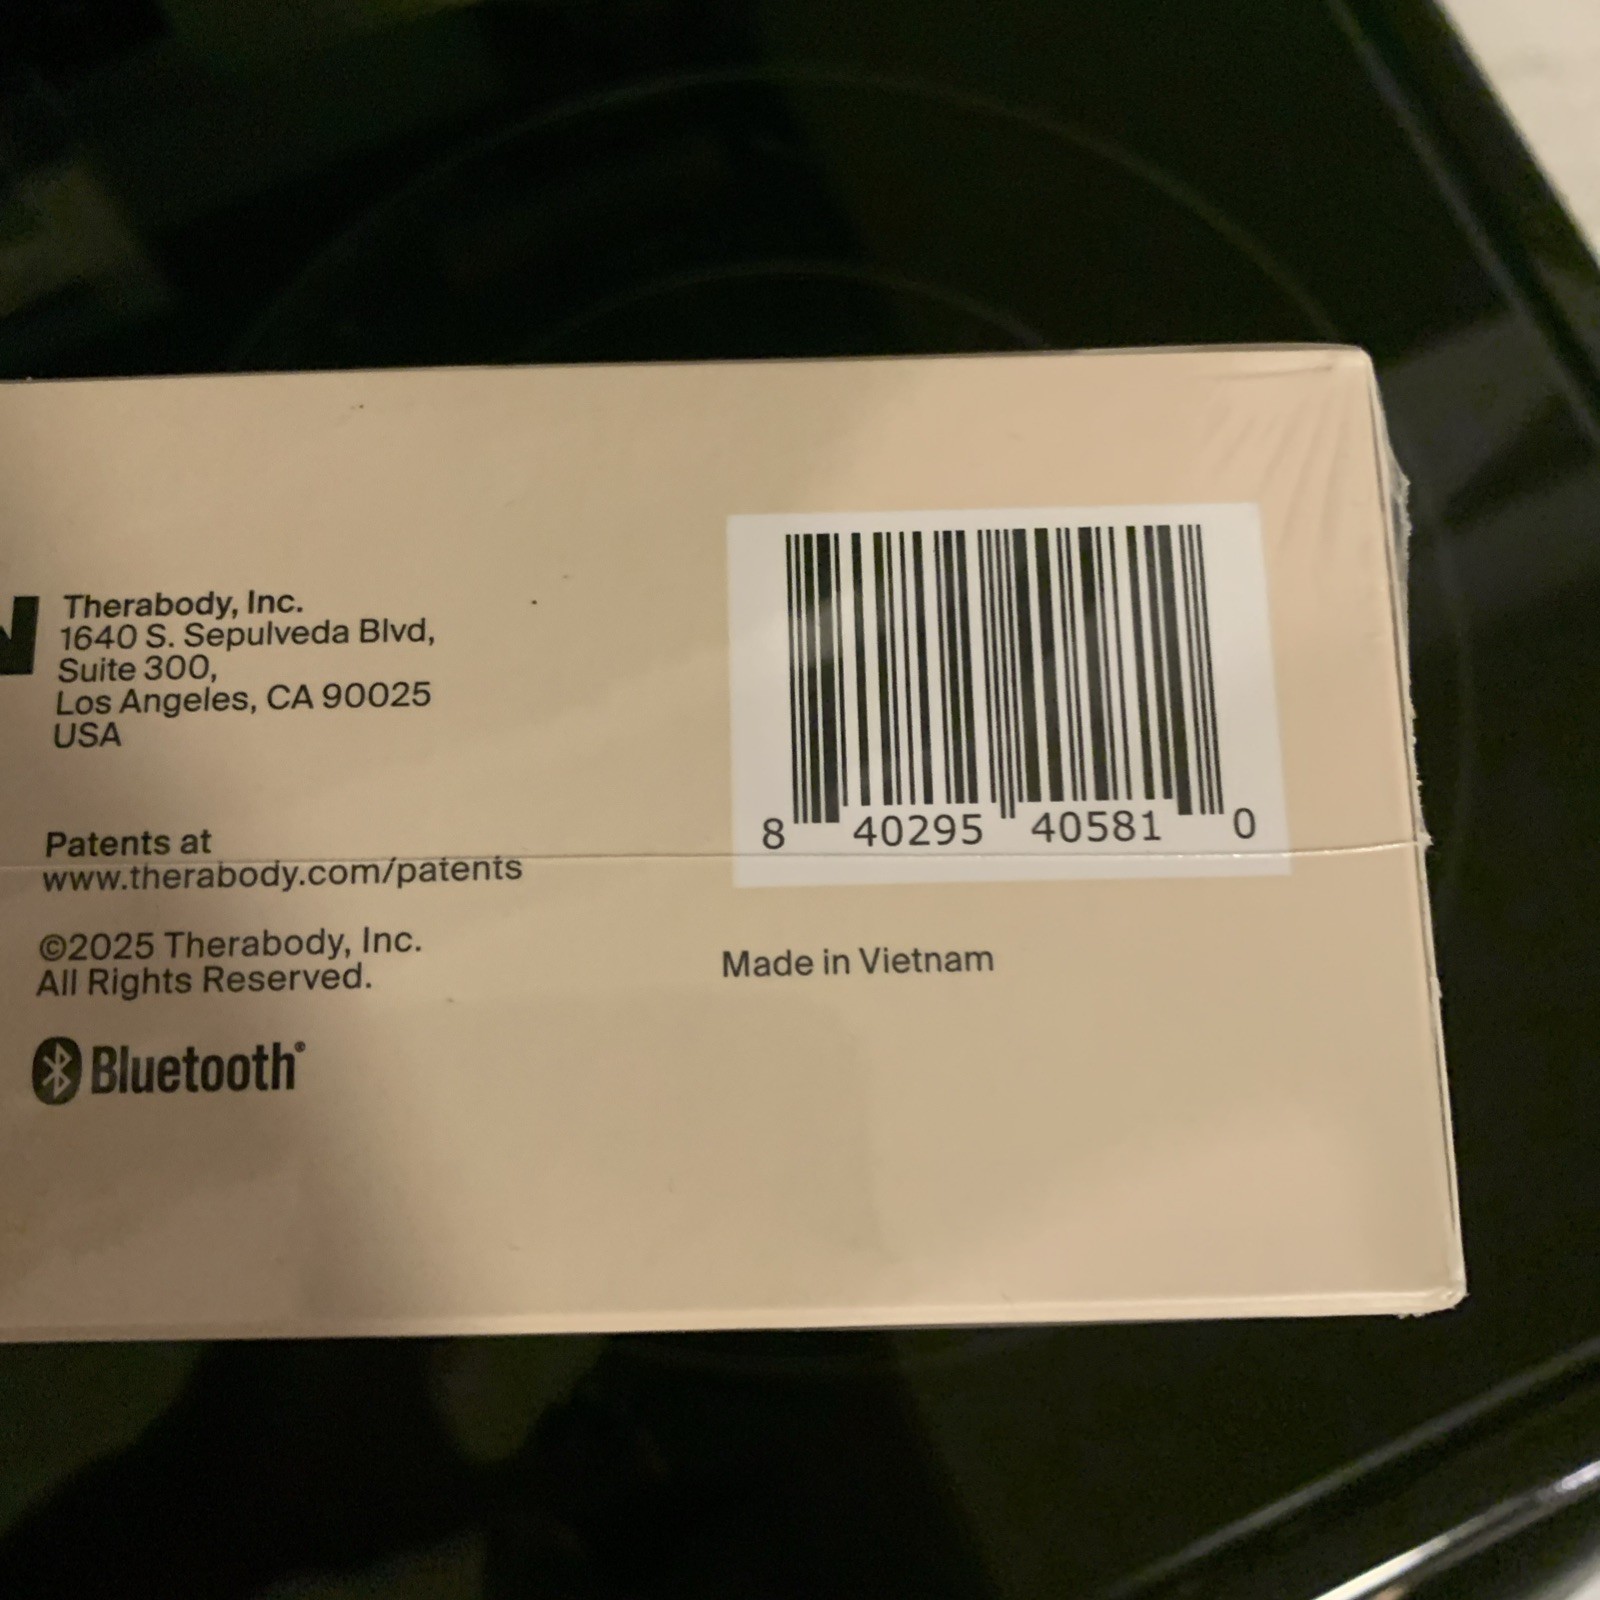 Therabody, Inc.
1640 S. Sepulveda Blvd,
Suite 300,
Los Angeles, CA 90025
USA
Patents at
www.therabody.com/patents
©2025 Therabody, Inc.
All Rights Reserved.
Bluetooth®
8 40295 40581 0
Made in Vietnam